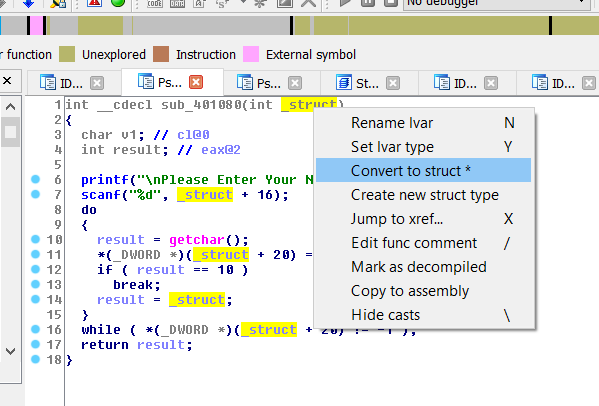 No debugger
r function Unexplored Instruction External symbol
ID... Ps... Ps... St... ID... ID...
1 int __cdecl sub_401080(int _struct)
2 {
3 char v1; // cl@0
4 int result; // eax@2
5
6 printf("\nPlease Enter Your N
7 scanf("%d", _struct + 16);
8 do
9 {
10 result = getchar();
11 *(_DWORD *)(_struct + 20) =
12 if ( result == 10 )
13 break;
14 result = _struct;
15 }
16 while ( *(_DWORD *)(_struct + 20) != -1 );
17 return result;
18 }
Rename lvar N
Set lvar type Y
Convert to struct *
Create new struct type
Jump to xref... X
Edit func comment /
Mark as decompiled
Copy to assembly
Hide casts \